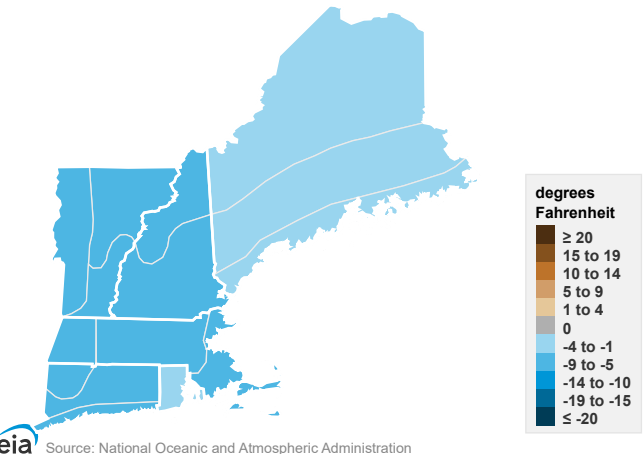 degrees
Fahrenheit
≥ 20
15 to 19
10 to 14
5 to 9
1 to 4
0
-4 to -1
-9 to -5
-14 to -10
-19 to -15
≤ -20
eia
Source: National Oceanic and Atmospheric Administration